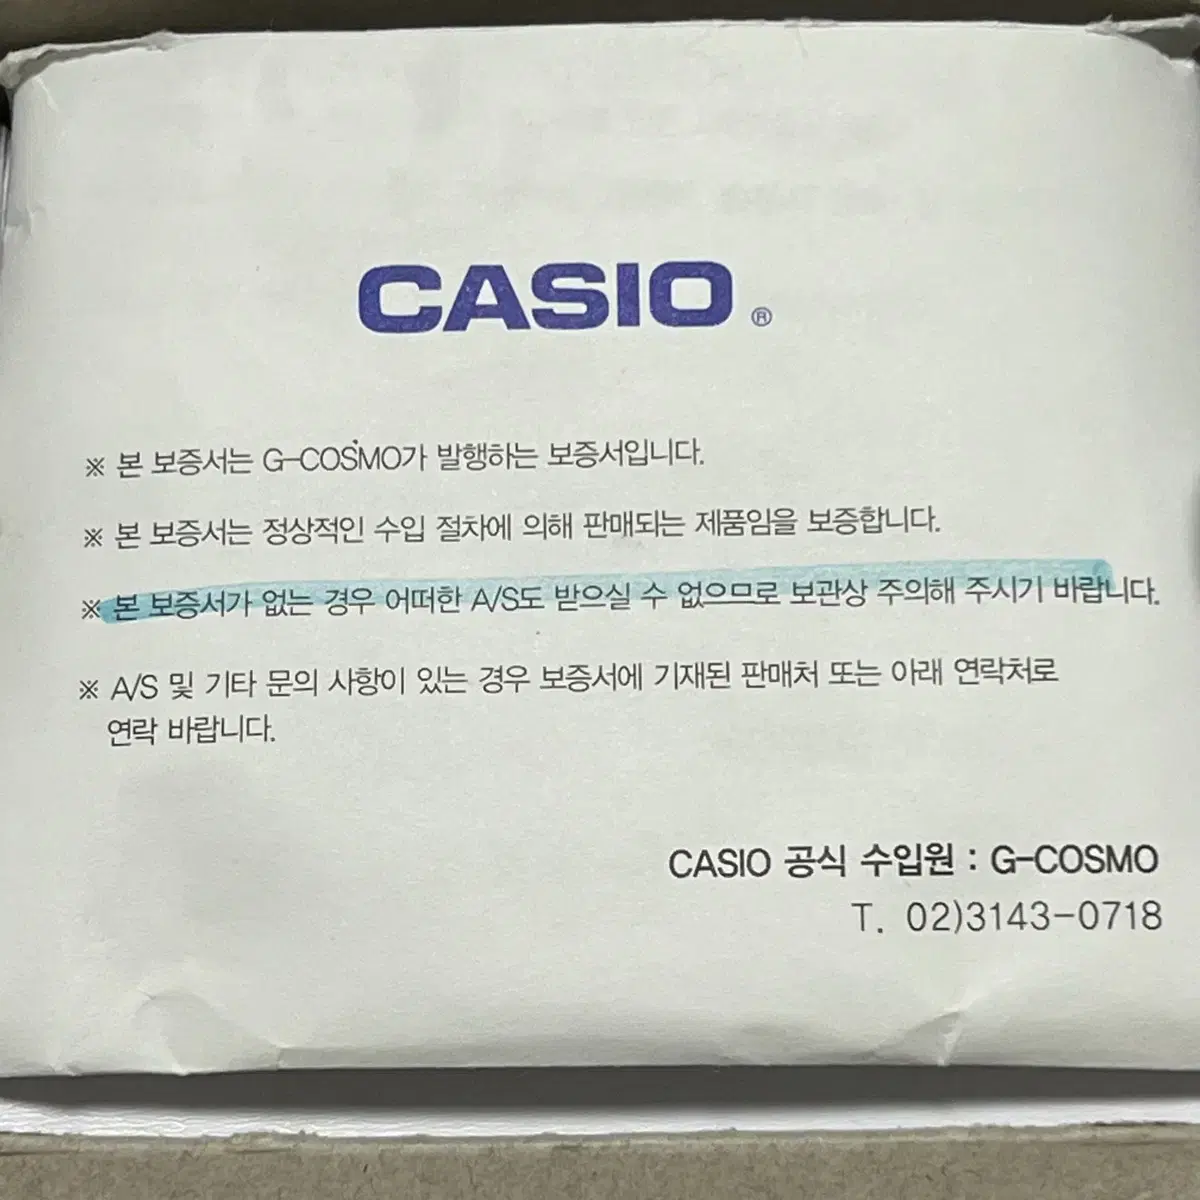 CASIO®
※ 본 보증서는 G-COSMO가 발행하는 보증서입니다.
※ 본 보증서는 정상적인 수입 절차에 의해 판매되는 제품임을 보증합니다.
※ 본 보증서가 없는 경우 어떠한 A/S도 받으실 수 없으므로 보관상 주의해 주시기 바랍니다.
※ A/S 및 기타 문의 사항이 있는 경우 보증서에 기재된 판매처 또는 아래 연락처로
연락 바랍니다.
CASIO 공식 수입원 : G-COSMO
T. 02)3143-0718